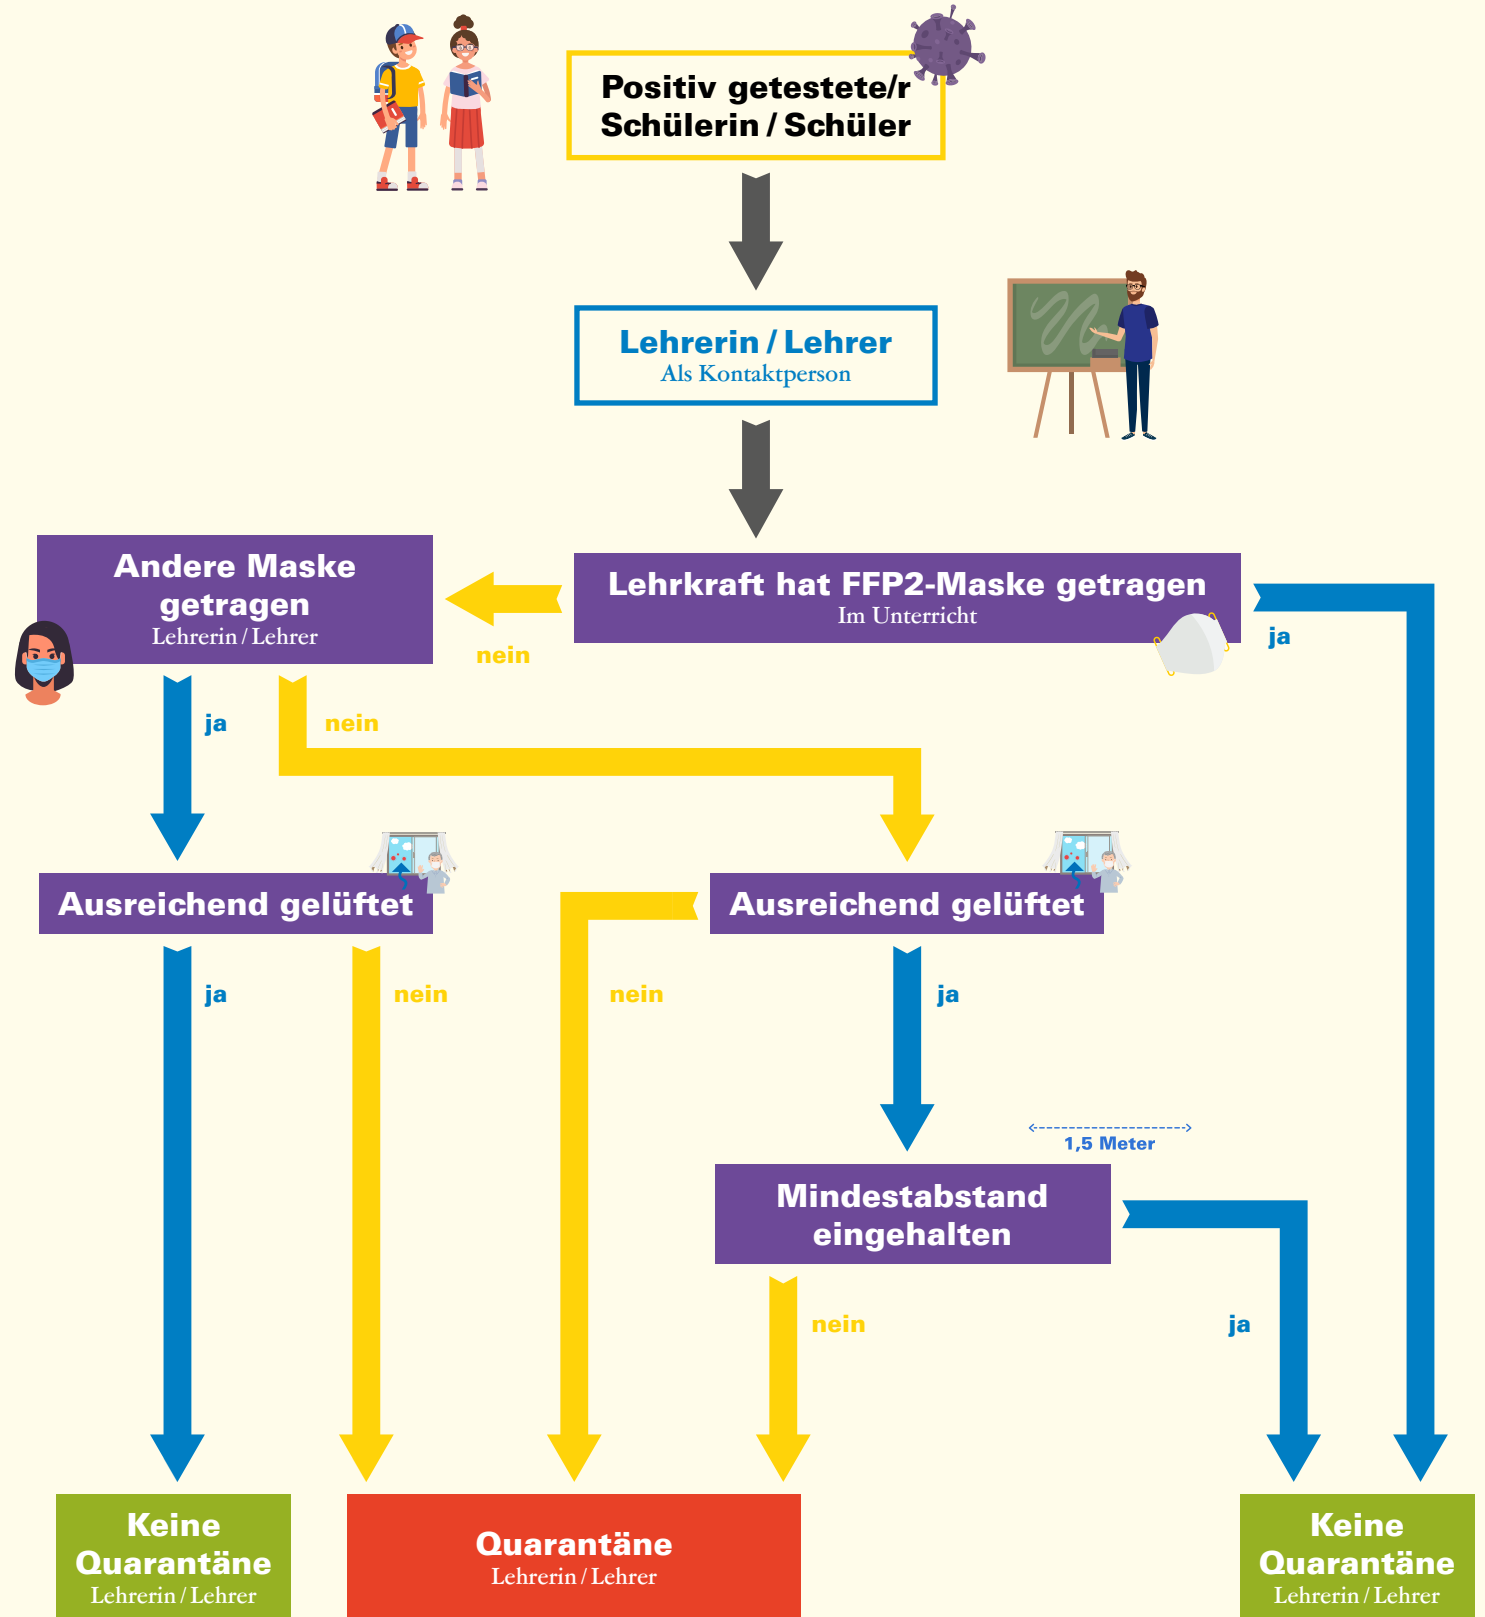 Positiv getestete/r
Schülerin / Schüler
Lehrerin / Lehrer
Als Kontaktperson
Andere Maske
getragen
Lehrerin / Lehrer
Lehrkraft hat FFP2-Maske getragen
Im Unterricht
nein
ja
ja
nein
Ausreichend gelüftet
Ausreichend gelüftet
ja
nein
nein
ja
1,5 Meter
Mindestabstand
eingehalten
nein
ja
Keine
Quarantäne
Lehrerin / Lehrer
Quarantäne
Lehrerin / Lehrer
Keine
Quarantäne
Lehrerin / Lehrer